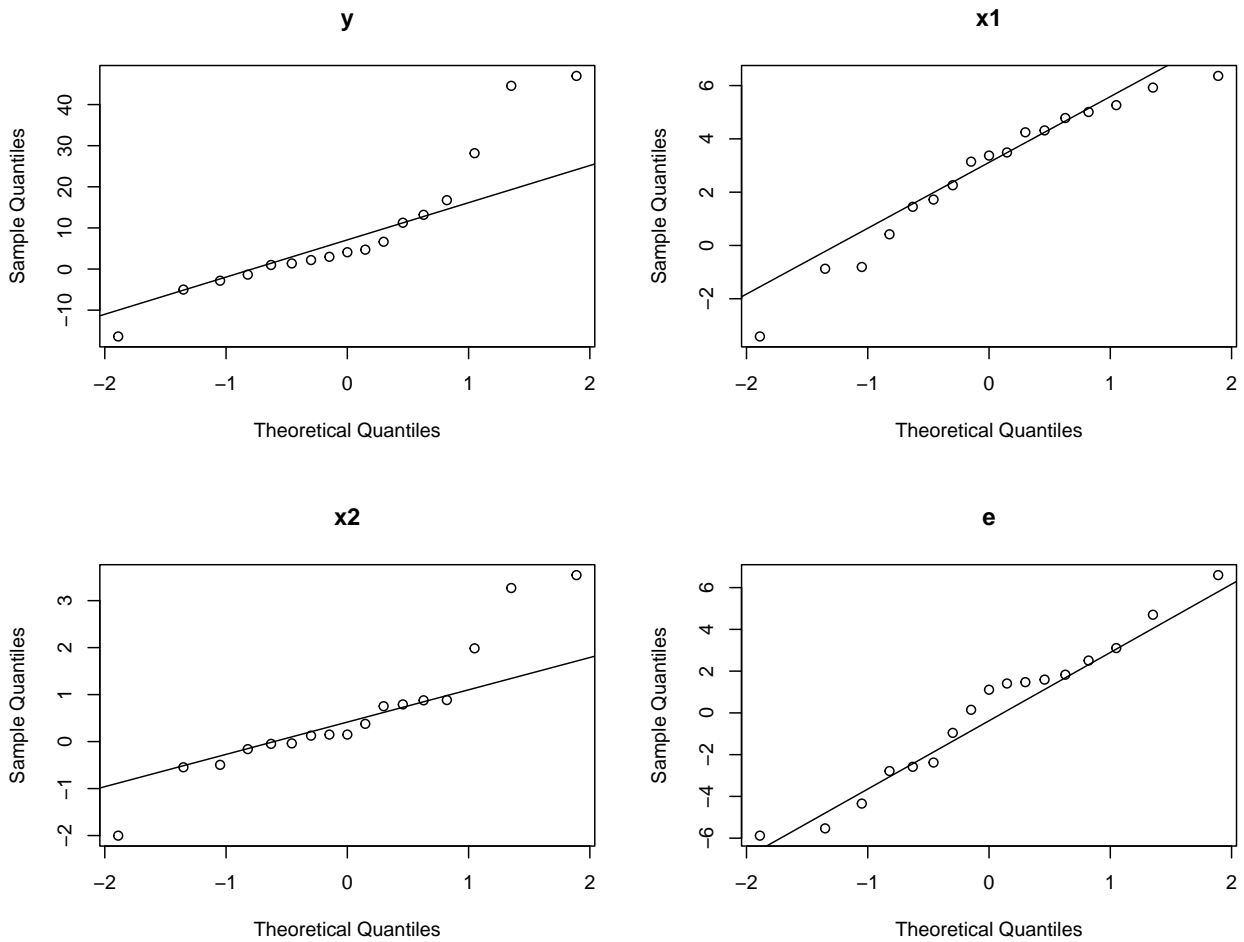 y
Sample Quantiles
−10 0 10 20 30 40
−2 −1 0 1 2
Theoretical Quantiles
x1
Sample Quantiles
−2 0 2 4 6
−2 −1 0 1 2
Theoretical Quantiles
x2
Sample Quantiles
−2 −1 0 1 2 3
−2 −1 0 1 2
Theoretical Quantiles
e
Sample Quantiles
−6 −4 −2 0 2 4 6
−2 −1 0 1 2
Theoretical Quantiles